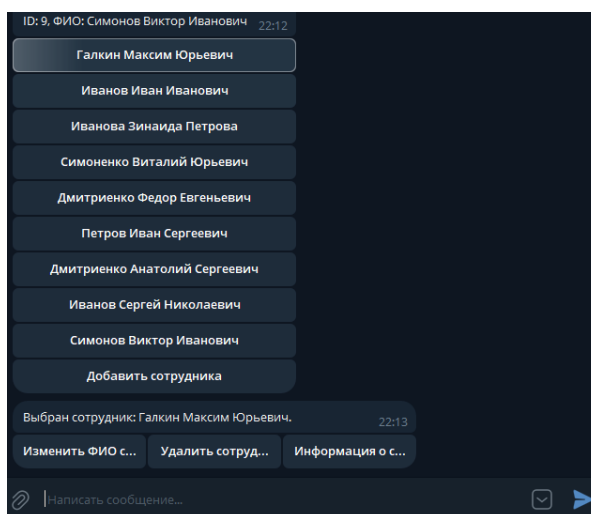 ID: 9, ФИО: Симонов Виктор Иванович 22:12
Галкин Максим Юрьевич
Иванов Иван Иванович
Иванова Зинаида Петрова
Симоненко Виталий Юрьевич
Дмитриенко Федор Евгеньевич
Петров Иван Сергеевич
Дмитриенко Анатолий Сергеевич
Иванов Сергей Николаевич
Симонов Виктор Иванович
Добавить сотрудника
Выбран сотрудник: Галкин Максим Юрьевич. 22:13
Изменить ФИО с... Удалить сотруд... Информация о с...
Написать сообщение...